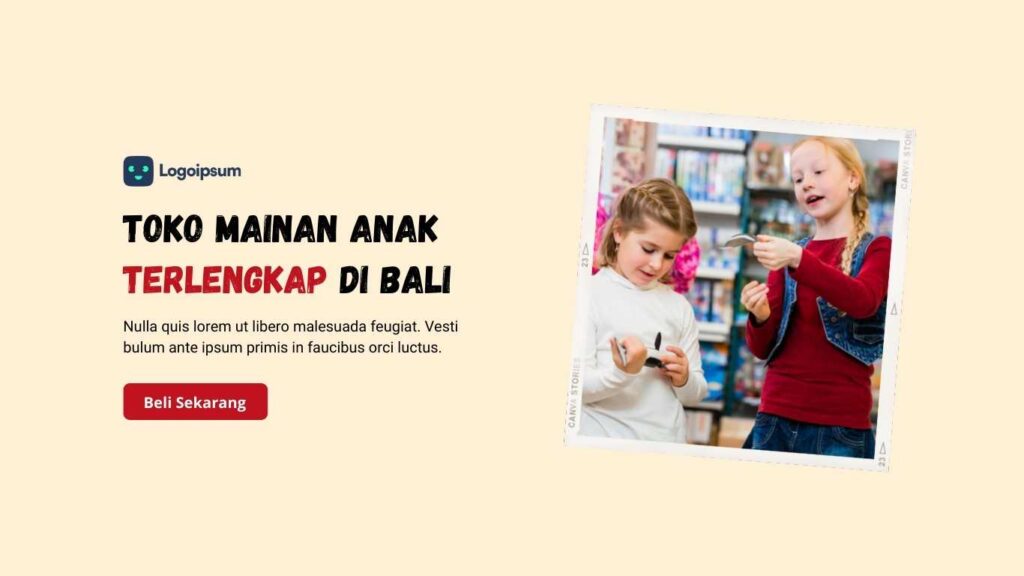 Logoipsum
TOKO MAINAN ANAK
TERLENGKAP DI BALI
Nulla quis lorem ut libero malesuada feugiat. Vesti
bulum ante ipsum primis in faucibus orci luctus.
Beli Sekarang
23
CANVA STORIES
CANVA STORI
23